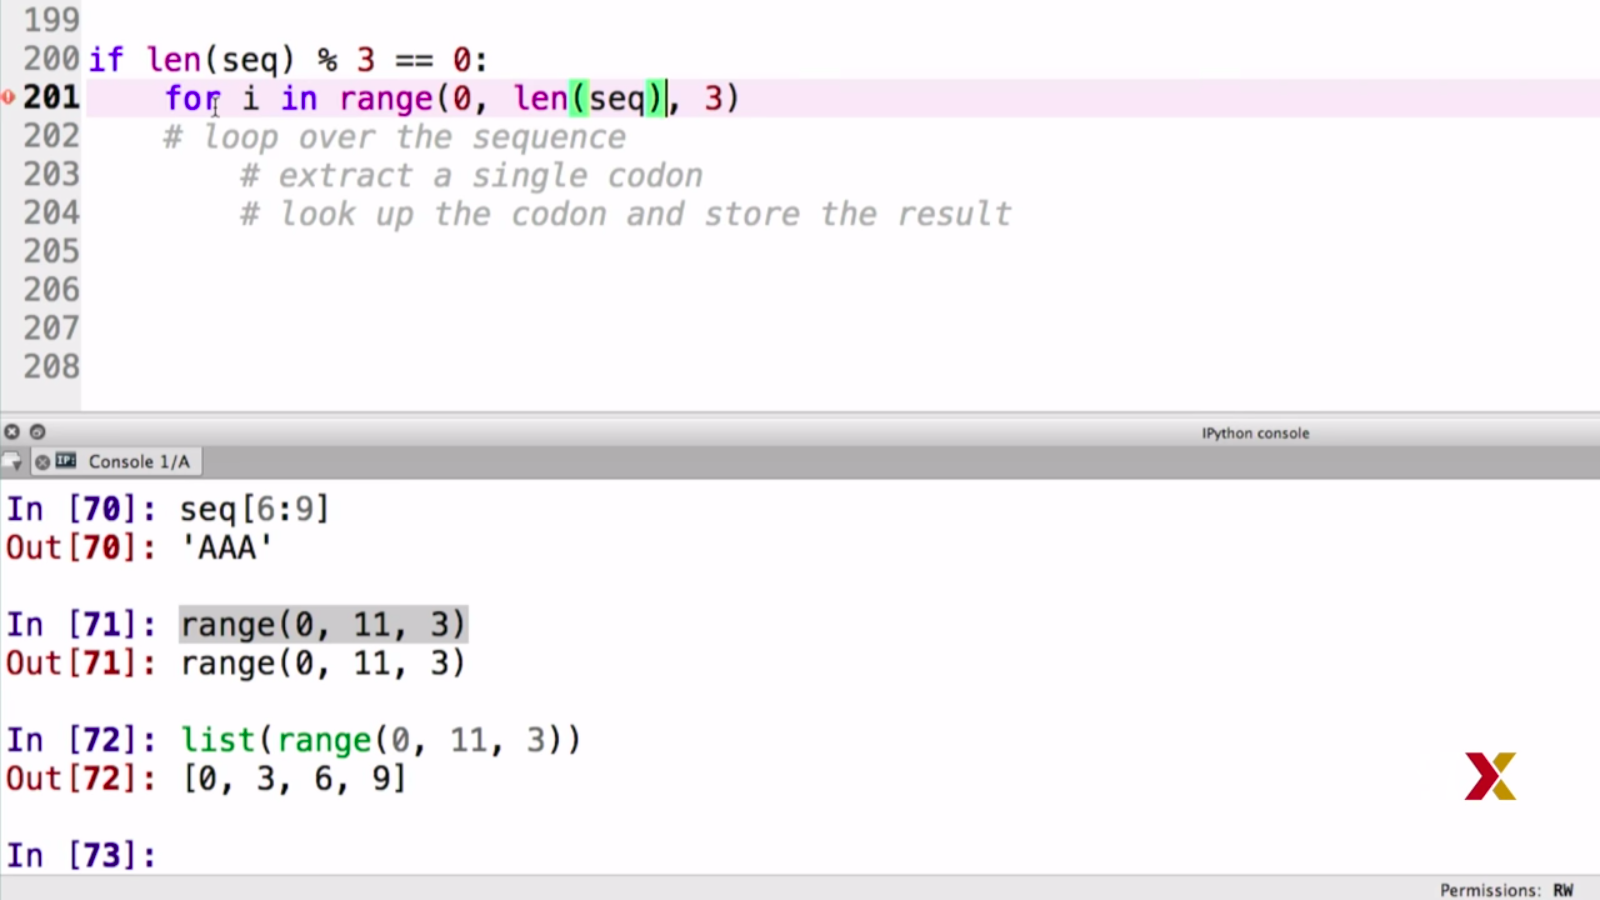 199
200 if len(seq) % 3 == 0:
201     for i in range(0, len(seq), 3)
202     # loop over the sequence
203         # extract a single codon
204         # look up the codon and store the result
205
206
207
208
IPython console
IP: Console 1/A
In [70]: seq[6:9]
Out[70]: 'AAA'
In [71]: range(0, 11, 3)
Out[71]: range(0, 11, 3)
In [72]: list(range(0, 11, 3))
Out[72]: [0, 3, 6, 9]
In [73]:
Permissions: RW